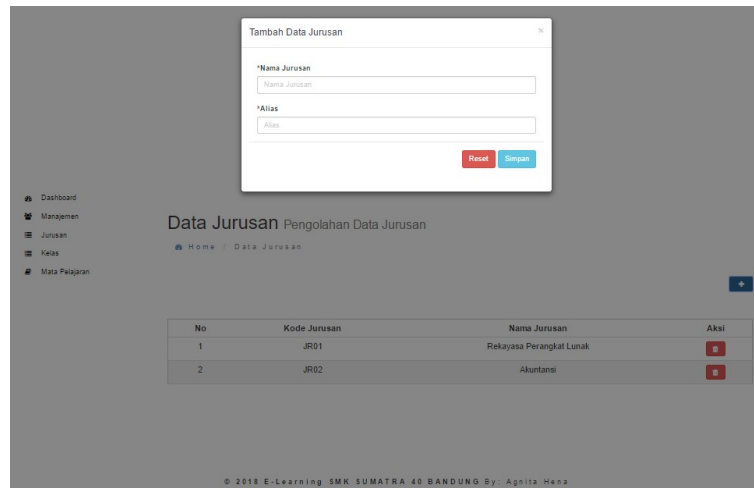 Tambah Data Jurusan ×
*Nama Jurusan
Nama Jurusan
*Alias
Alias
Reset Simpan
Dashboard
Manajemen
Jurusan
Kelas
Mata Pelajaran
Data Jurusan Pengolahan Data Jurusan
Home / Data Jurusan
+
No Kode Jurusan Nama Jurusan Aksi
1 JR01 Rekayasa Perangkat Lunak
2 JR02 Akuntansi
© 2018 E-Learning SMK SUMATRA 40 BANDUNG By: Agnita Hena